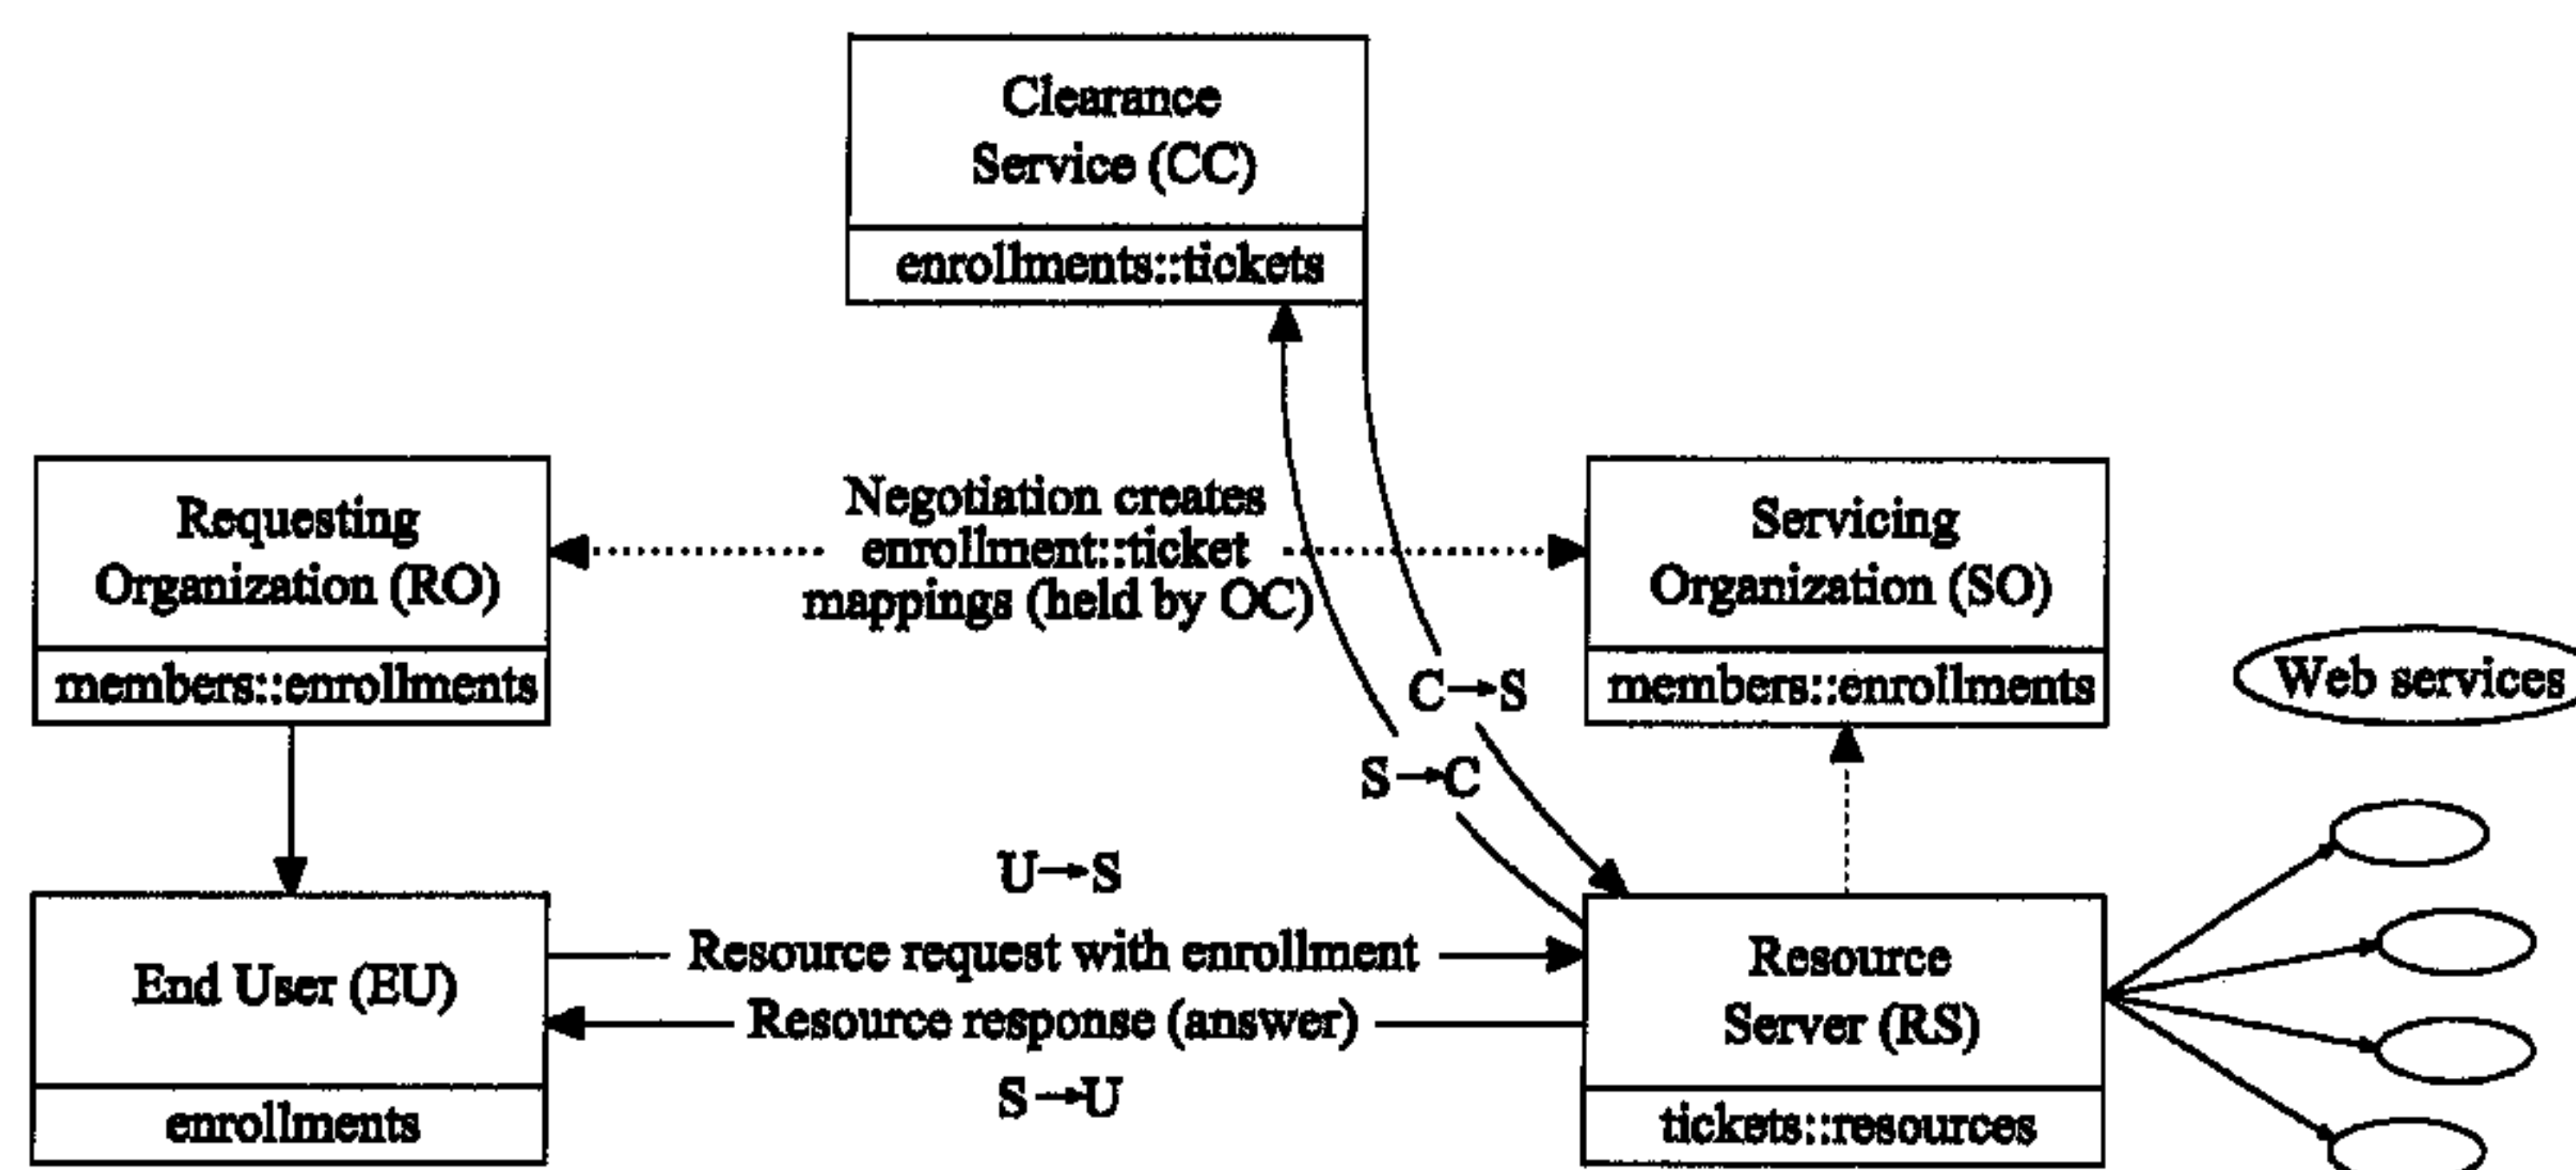 Clearance
Service (CC)
enrollments::tickets
Requesting
Organization (RO)
members::enrollments
Negotiation creates
enrollment::ticket
mappings (held by OC)
Servicing
Organization (SO)
members::enrollments
Web services
C→S
S→C
U→S
Resource request with enrollment
Resource response (answer)
S→U
End User (EU)
enrollments
Resource
Server (RS)
tickets::resources